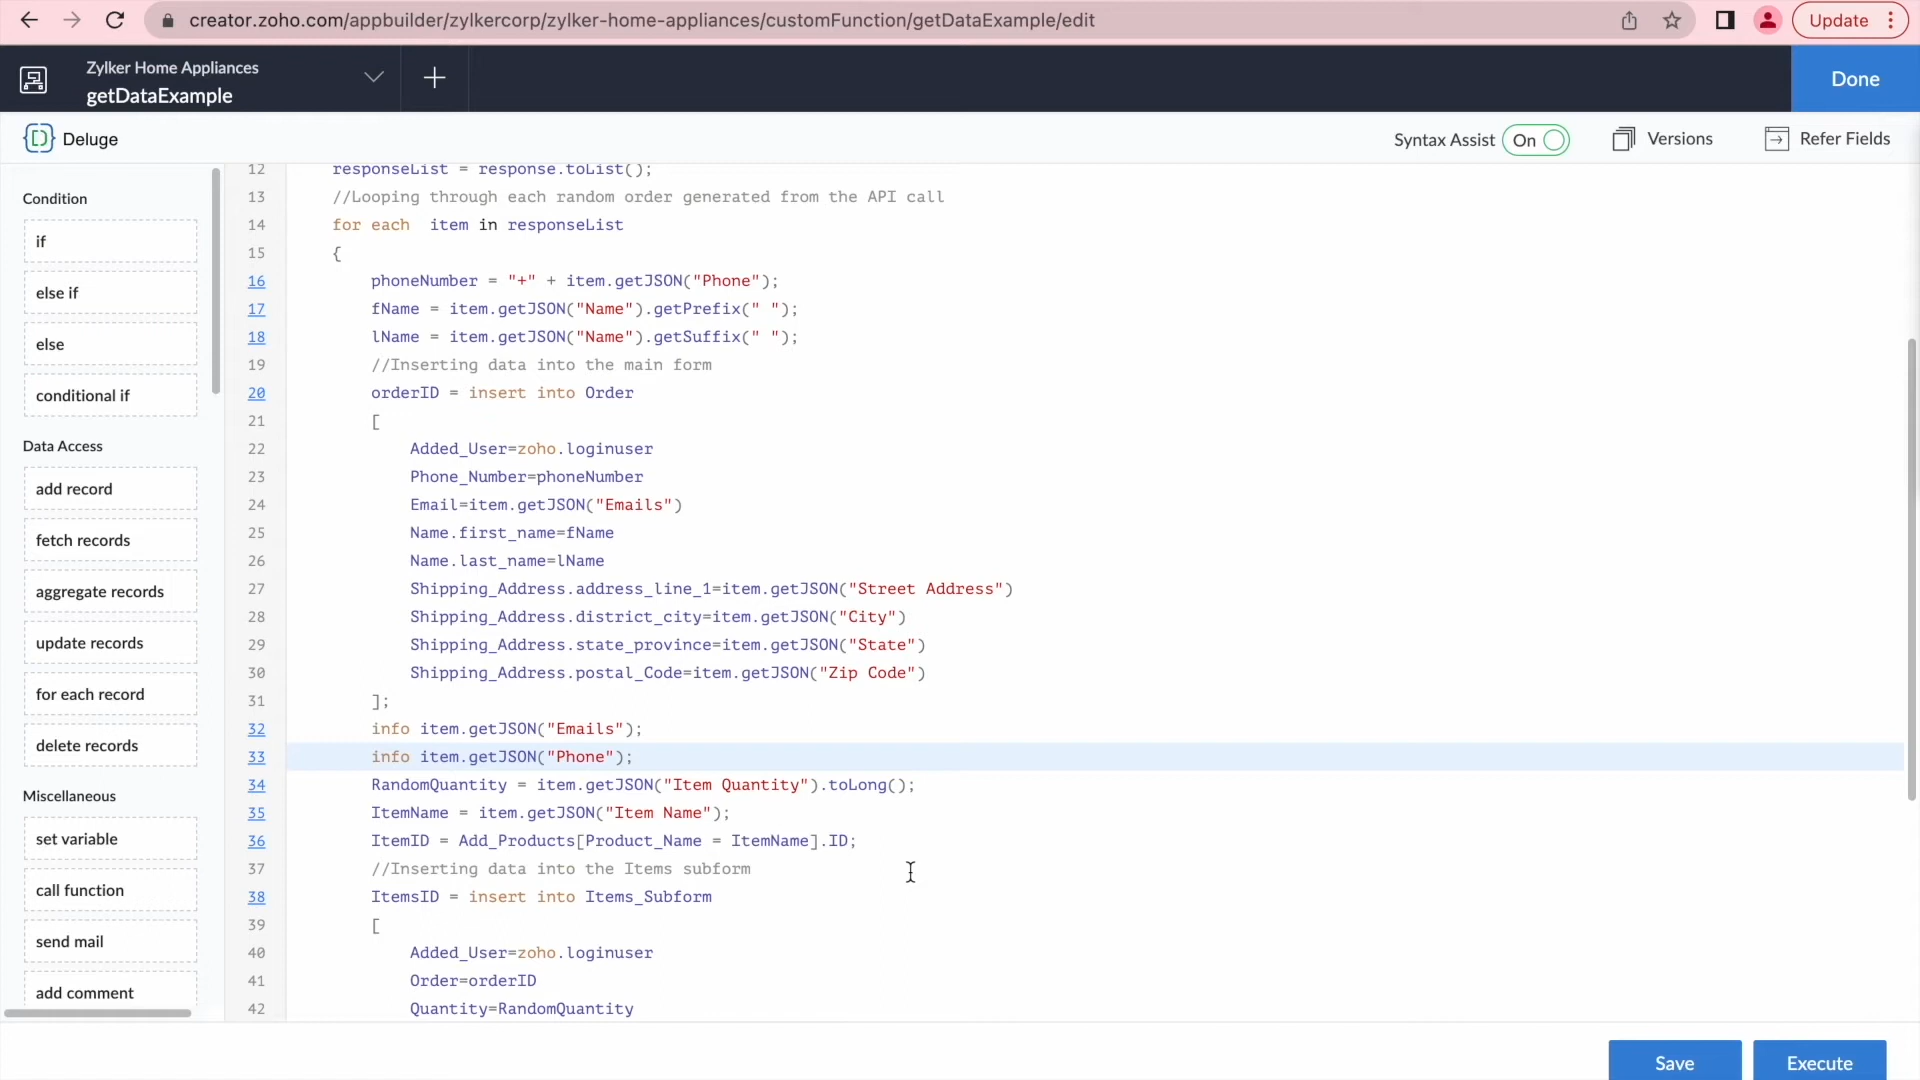 creator.zoho.com/appbuilder/zylkercorp/zylker-home-appliances/customFunction/getDataExample/edit
Update
Zylker Home Appliances
getDataExample
+
Done
Deluge
Syntax Assist On
Versions
Refer Fields
Condition
if
else if
else
conditional if
Data Access
add record
fetch records
aggregate records
update records
for each record
delete records
Miscellaneous
set variable
call function
send mail
add comment
12 responseList = response.toList();
13 //Looping through each random order generated from the API call
14 for each item in responseList
15 {
16 phoneNumber = "+" + item.getJSON("Phone");
17 fName = item.getJSON("Name").getPrefix(" ");
18 lName = item.getJSON("Name").getSuffix(" ");
19 //Inserting data into the main form
20 orderID = insert into Order
21 [
22 Added_User=zoho.loginuser
23 Phone_Number=phoneNumber
24 Email=item.getJSON("Emails")
25 Name.first_name=fName
26 Name.last_name=lName
27 Shipping_Address.address_line_1=item.getJSON("Street Address")
28 Shipping_Address.district_city=item.getJSON("City")
29 Shipping_Address.state_province=item.getJSON("State")
30 Shipping_Address.postal_Code=item.getJSON("Zip Code")
31 ];
32 info item.getJSON("Emails");
33 info item.getJSON("Phone");
34 RandomQuantity = item.getJSON("Item Quantity").toLong();
35 ItemName = item.getJSON("Item Name");
36 ItemID = Add_Products[Product_Name = ItemName].ID;
37 //Inserting data into the Items subform
38 ItemsID = insert into Items_Subform
39 [
40 Added_User=zoho.loginuser
41 Order=orderID
42 Quantity=RandomQuantity
Save
Execute